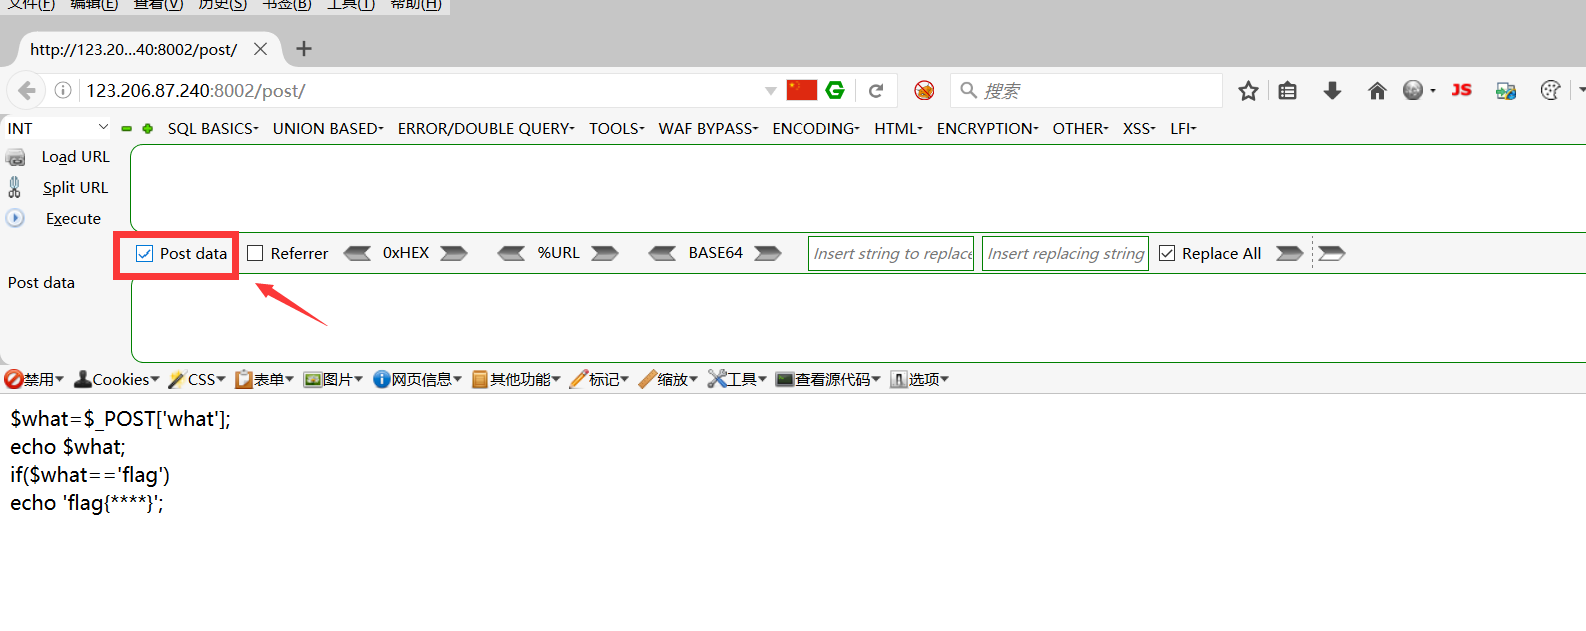 文件(F) 编辑(E) 查看(V) 历史(S) 书签(B) 工具(T) 帮助(H)
http://123.20...40:8002/post/
123.206.87.240:8002/post/ 搜索 JS
INT SQL BASICS UNION BASED ERROR/DOUBLE QUERY TOOLS WAF BYPASS ENCODING HTML ENCRYPTION OTHER XSS LFI
Load URL
Split URL
Execute
Post data Referrer 0xHEX %URL BASE64 Insert string to replace Insert replacing string Replace All
Post data
禁用 Cookies CSS 表单 图片 网页信息 其他功能 标记 缩放 工具 查看源代码 选项
$what=$_POST['what'];
echo $what;
if($what=='flag')
echo 'flag{****}';